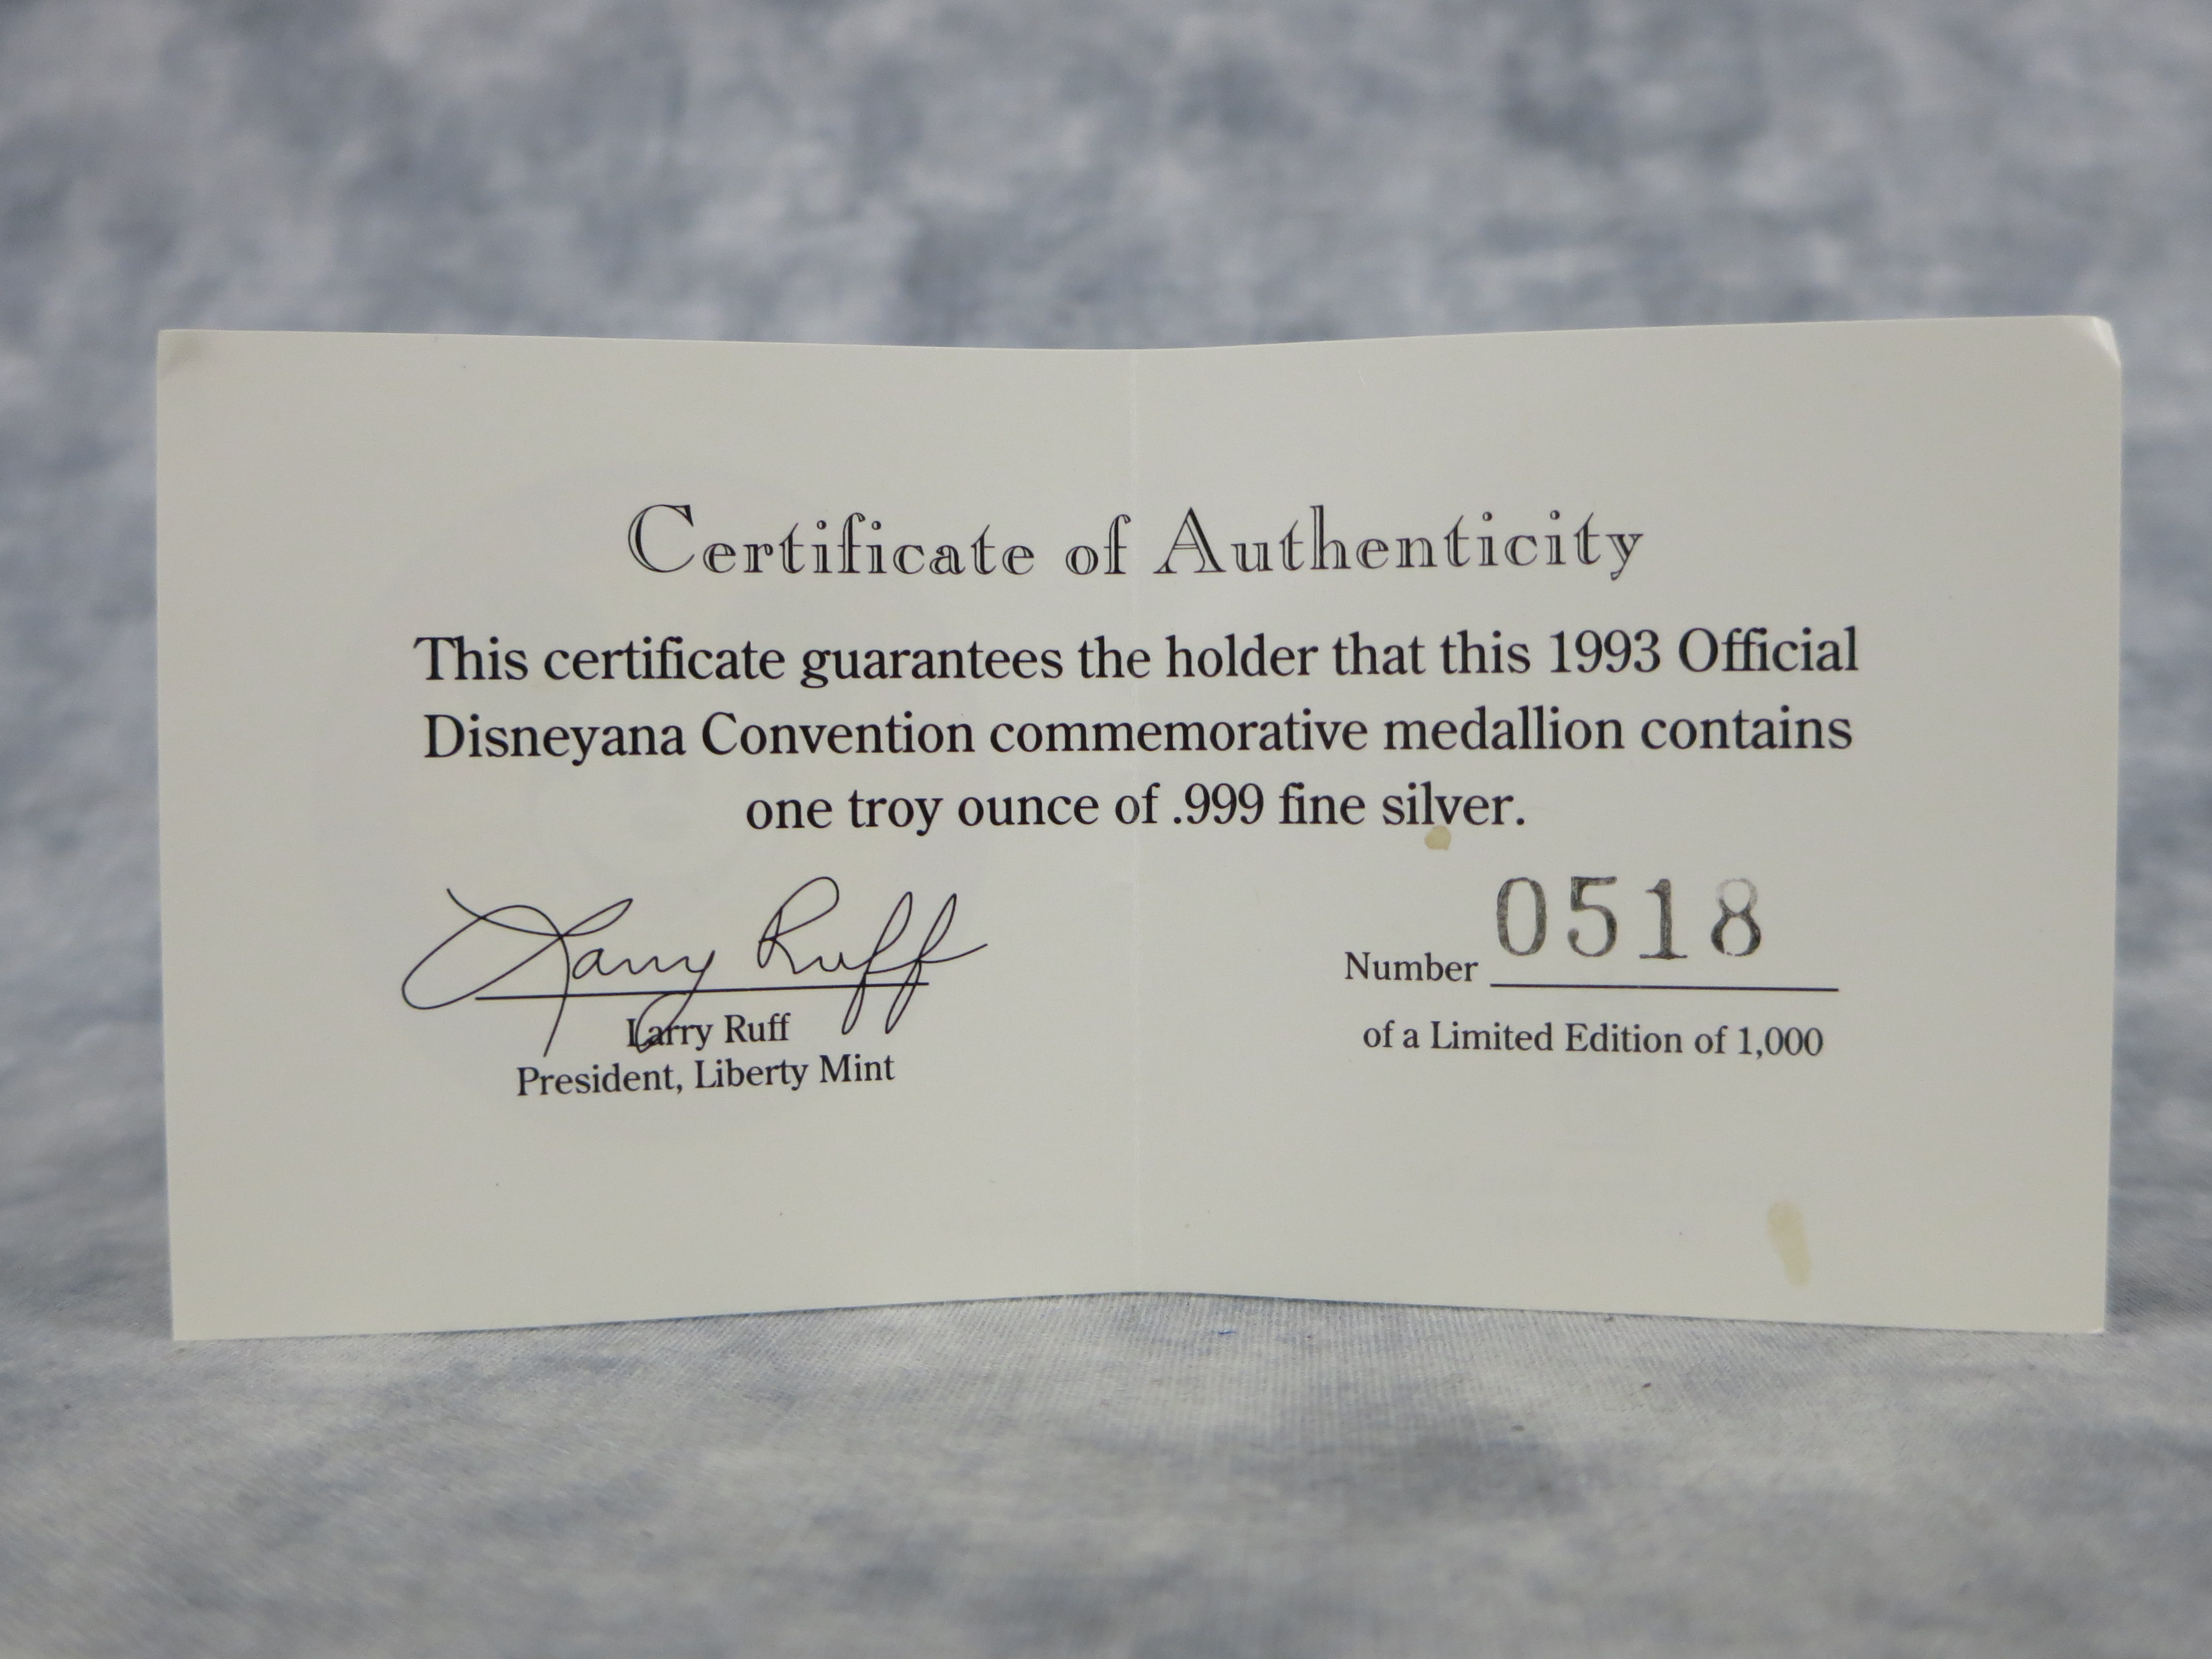 Certificate of Authenticity
This certificate guarantees the holder that this 1993 Official
Disneyana Convention commemorative medallion contains
one troy ounce of .999 fine silver.
Larry Ruff
Larry Ruff
President, Liberty Mint
Number 0518
of a Limited Edition of 1,000